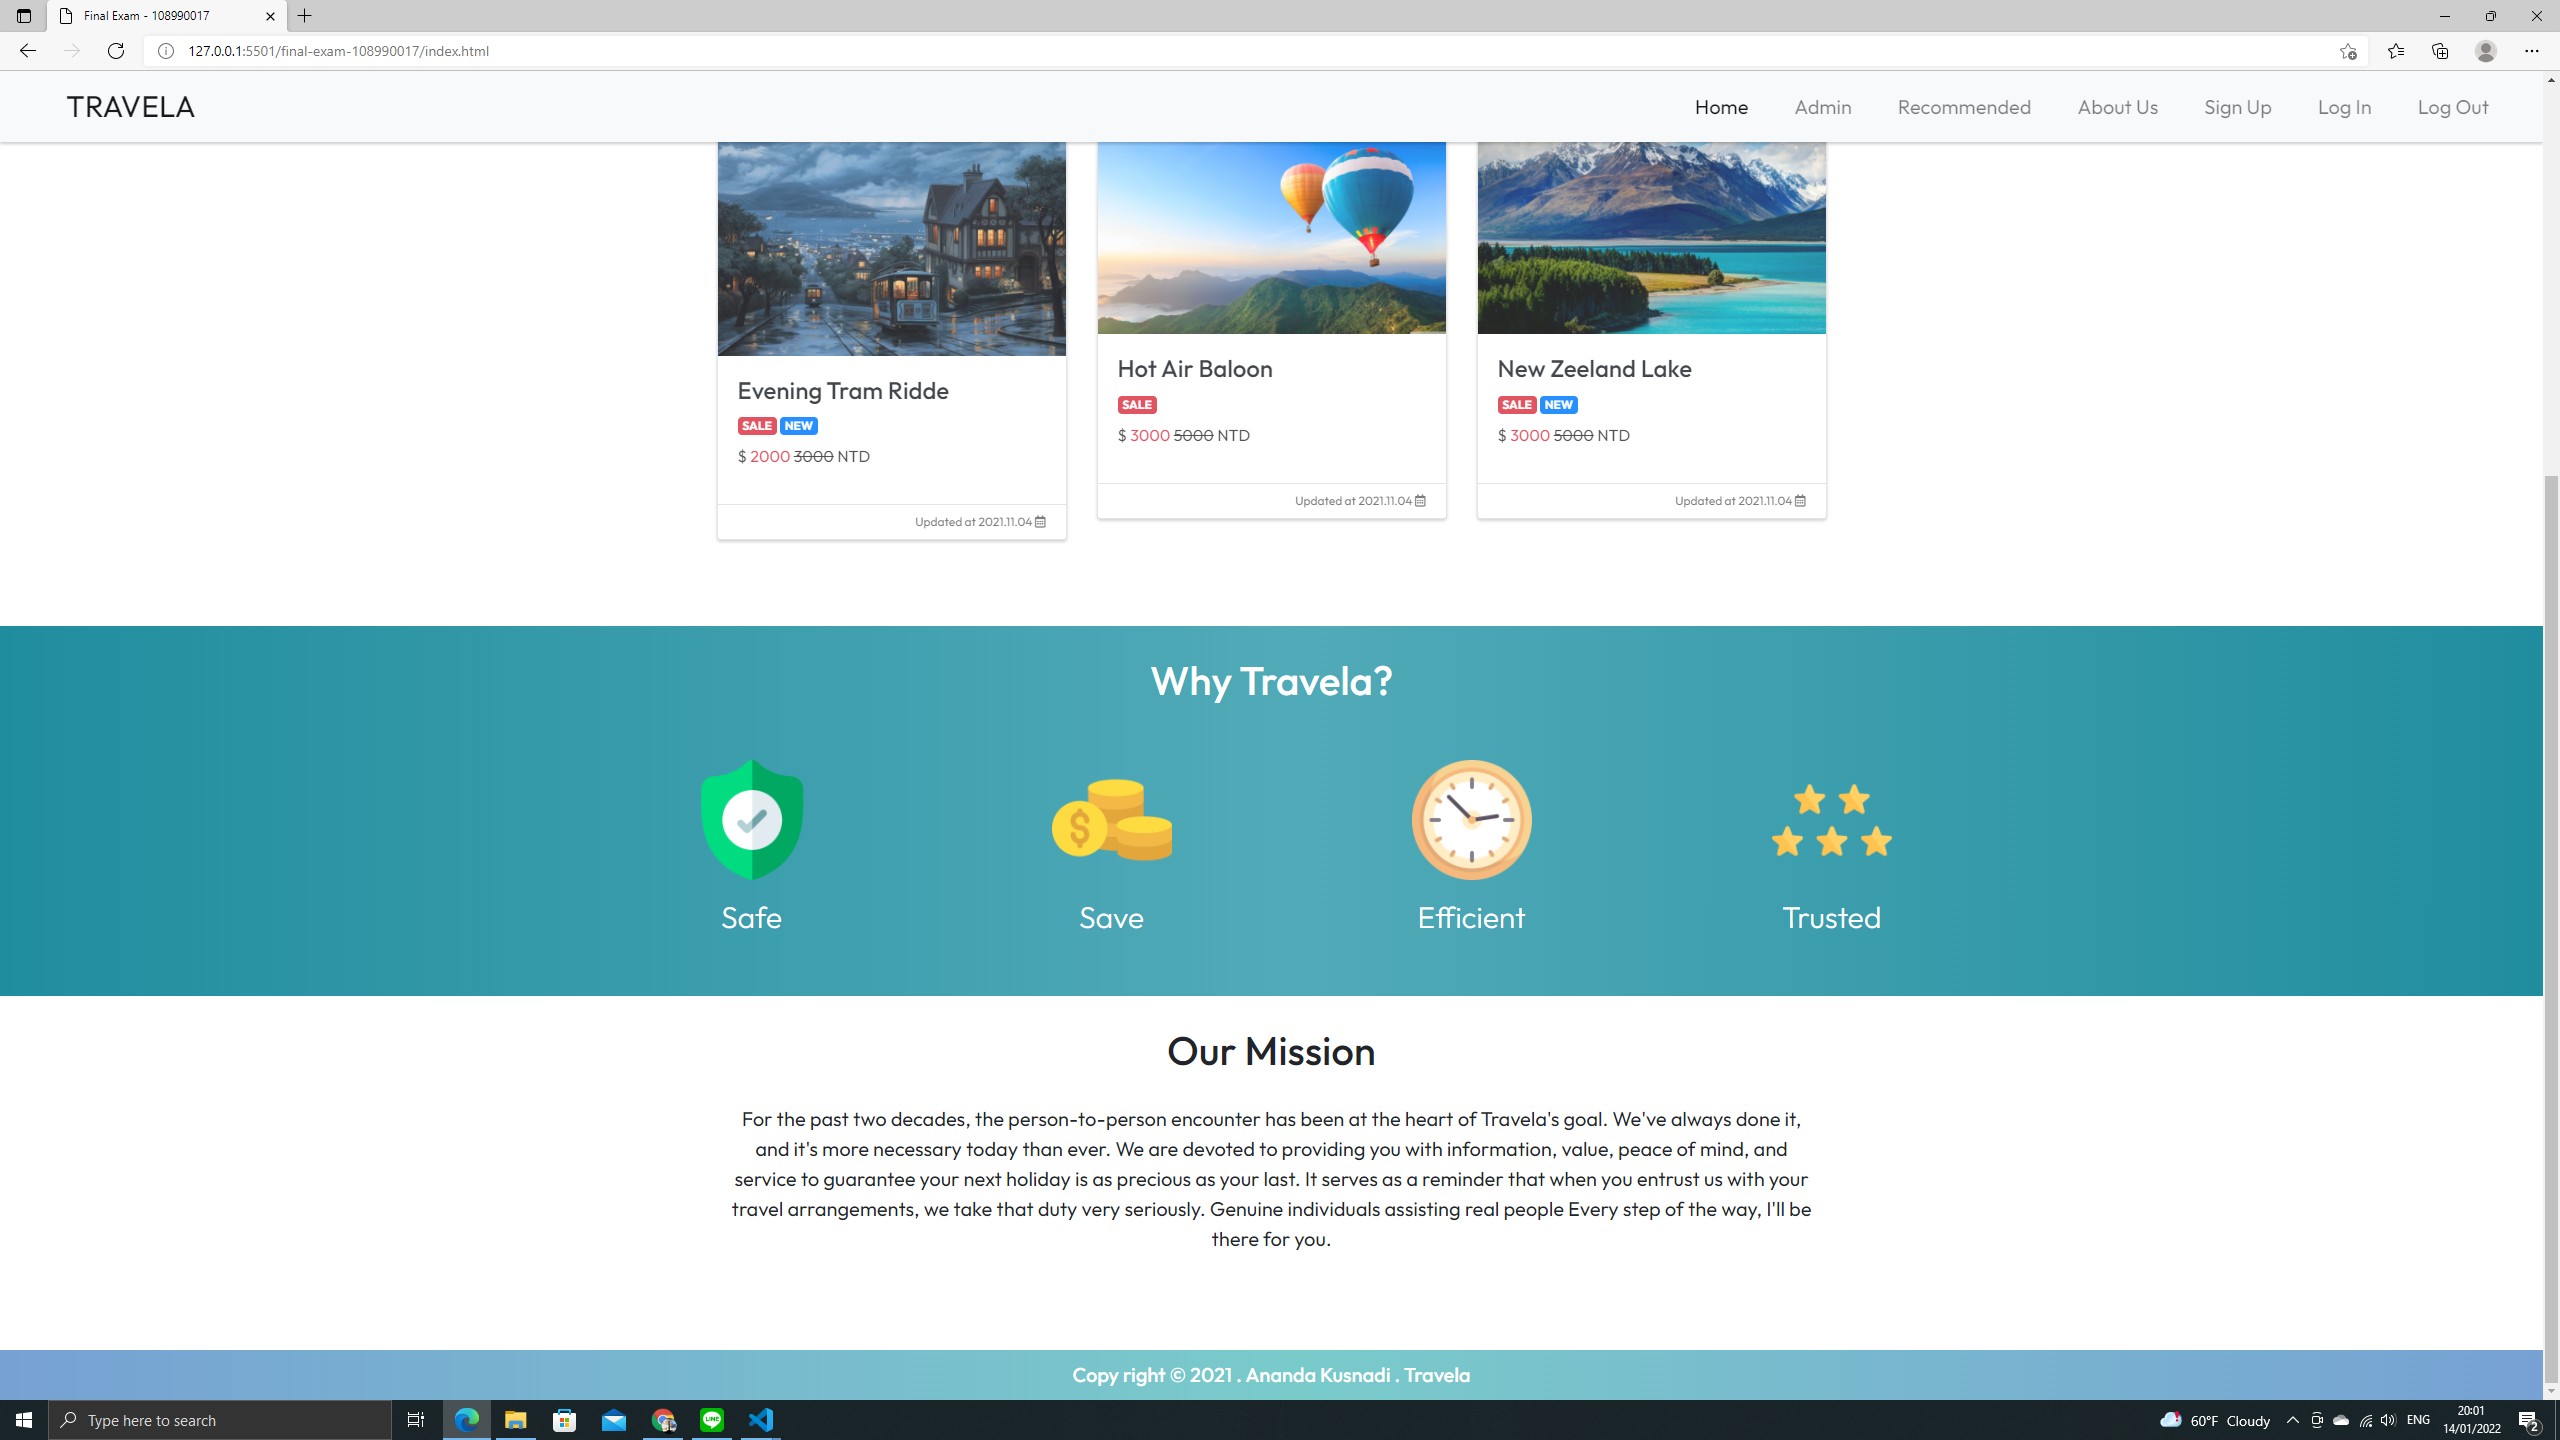 Final Exam - 108990017
127.0.0.1:5501/final-exam-108990017/index.html
TRAVELA
Home
Admin
Recommended
About Us
Sign Up
Log In
Log Out
Evening Tram Ridde
SALE NEW
$ 2000 3000 NTD
Updated at 2021.11.04
Hot Air Baloon
SALE
$ 3000 5000 NTD
Updated at 2021.11.04
New Zeeland Lake
SALE NEW
$ 3000 5000 NTD
Updated at 2021.11.04
Why Travela?
Safe
Save
Efficient
Trusted
Our Mission
For the past two decades, the person-to-person encounter has been at the heart of Travela's goal. We've always done it,
and it's more necessary today than ever. We are devoted to providing you with information, value, peace of mind, and
service to guarantee your next holiday is as precious as your last. It serves as a reminder that when you entrust us with your
travel arrangements, we take that duty very seriously. Genuine individuals assisting real people Every step of the way, I'll be
there for you.
Copy right © 2021 . Ananda Kusnadi . Travela
Type here to search
LINE
60°F Cloudy
ENG
20:01
14/01/2022
2